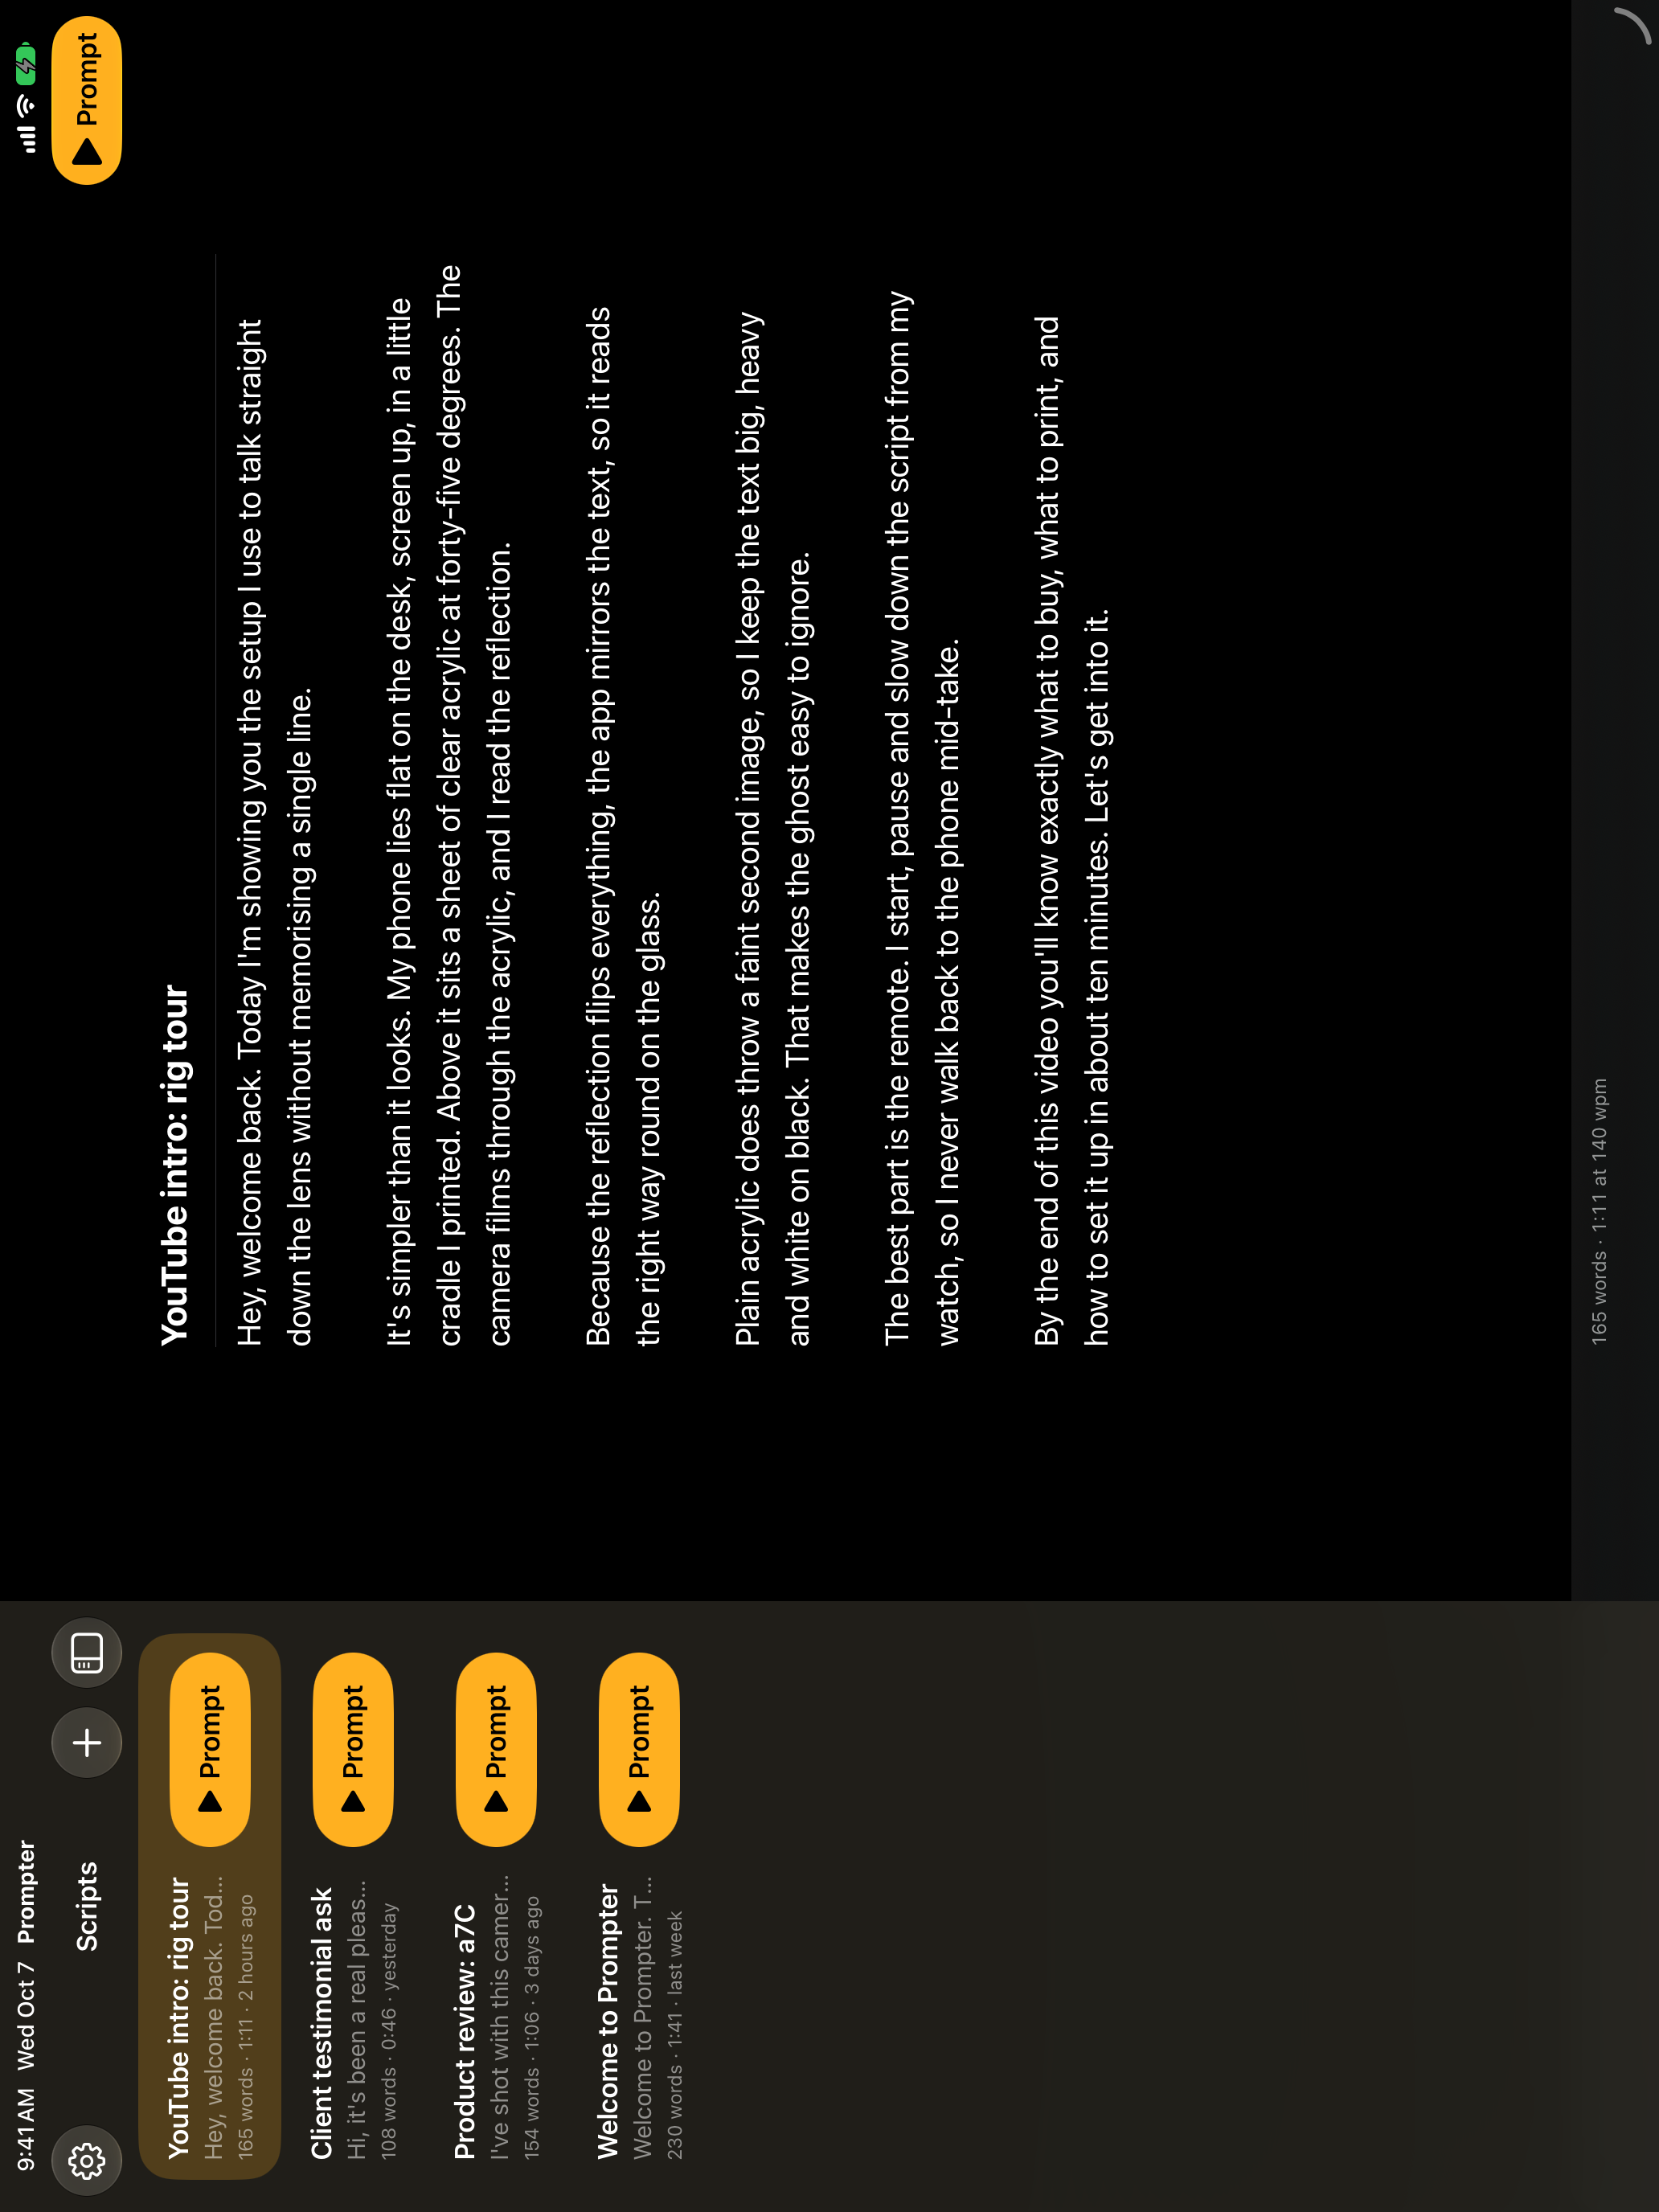 9:41 AM Wed Oct 7 Prompter
Scripts
YouTube intro: rig tour
Hey, welcome back. Tod...
165 words · 1:11 · 2 hours ago
Prompt
Client testimonial ask
Hi, it's been a real pleas...
108 words · 0:46 · yesterday
Prompt
Product review: a7C
I've shot with this camer...
154 words · 1:06 · 3 days ago
Prompt
Welcome to Prompter
Welcome to Prompter. T...
230 words · 1:41 · last week
Prompt
Prompt
YouTube intro: rig tour
Hey, welcome back. Today I'm showing you the setup I use to talk straight
down the lens without memorising a single line.
It's simpler than it looks. My phone lies flat on the desk, screen up, in a little
cradle I printed. Above it sits a sheet of clear acrylic at forty-five degrees. The
camera films through the acrylic, and I read the reflection.
Because the reflection flips everything, the app mirrors the text, so it reads
the right way round on the glass.
Plain acrylic does throw a faint second image, so I keep the text big, heavy
and white on black. That makes the ghost easy to ignore.
The best part is the remote. I start, pause and slow down the script from my
watch, so I never walk back to the phone mid-take.
By the end of this video you'll know exactly what to buy, what to print, and
how to set it up in about ten minutes. Let's get into it.
165 words · 1:11 at 140 wpm